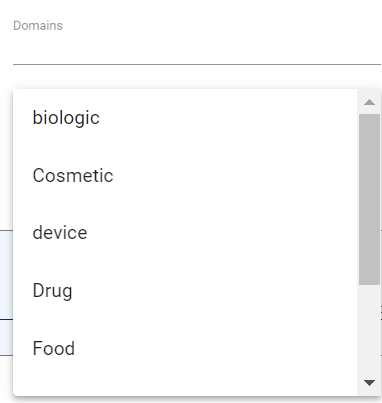 Domains
biologic
Cosmetic
device
Drug
Food